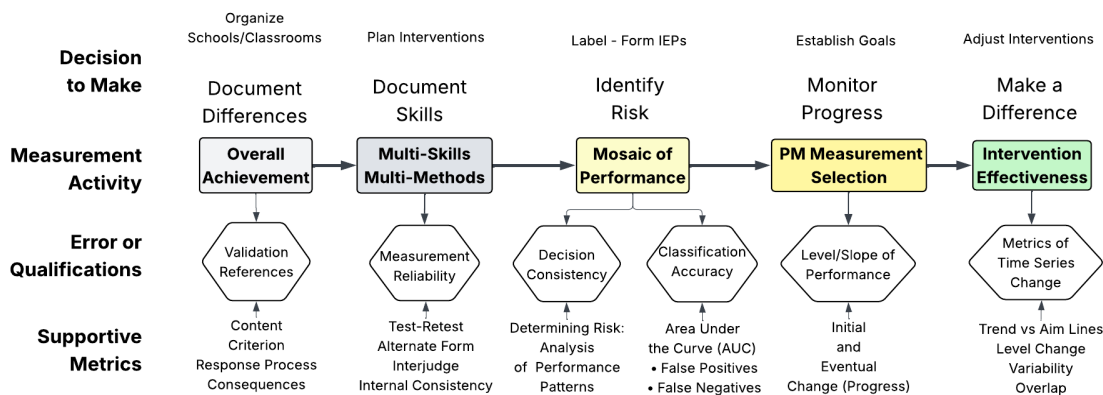 Decision
to Make
Organize
Schools/Classrooms
Plan Interventions
Label - Form IEPs
Establish Goals
Adjust Interventions
Document
Differences
Document
Skills
Identify
Risk
Monitor
Progress
Make a
Difference
Measurement
Activity
Overall
Achievement
Multi-Skills
Multi-Methods
Mosaic of
Performance
PM Measurement
Selection
Intervention
Effectiveness
Error or
Qualifications
Validation
References
Measurement
Reliability
Decision
Consistency
Classification
Accuracy
Level/Slope of
Performance
Metrics of
Time Series
Change
Supportive
Metrics
Content
Criterion
Response Process
Consequences
Test-Retest
Alternate Form
Interjudge
Internal Consistency
Determining Risk:
Analysis
of Performance
Patterns
Area Under
the Curve (AUC)
• False Positives
• False Negatives
Initial
and
Eventual
Change (Progress)
Trend vs Aim Lines
Level Change
Variability
Overlap